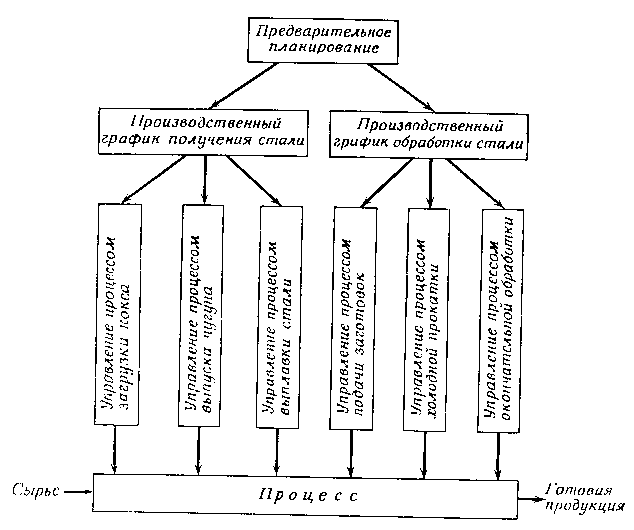 Предварительное
планирование
Производственный
график получения стали
Производственный
график обработки стали
Управление процессом
загрузки кокса
Управление процессом
выпуска чугуна
Управление процессом
выплавки стали
Управление процессом
подачи заготовок
Управление процессом
холодной прокатки
Управление процессом
окончательной обработки
Сырье
Процесс
Готовая
продукция